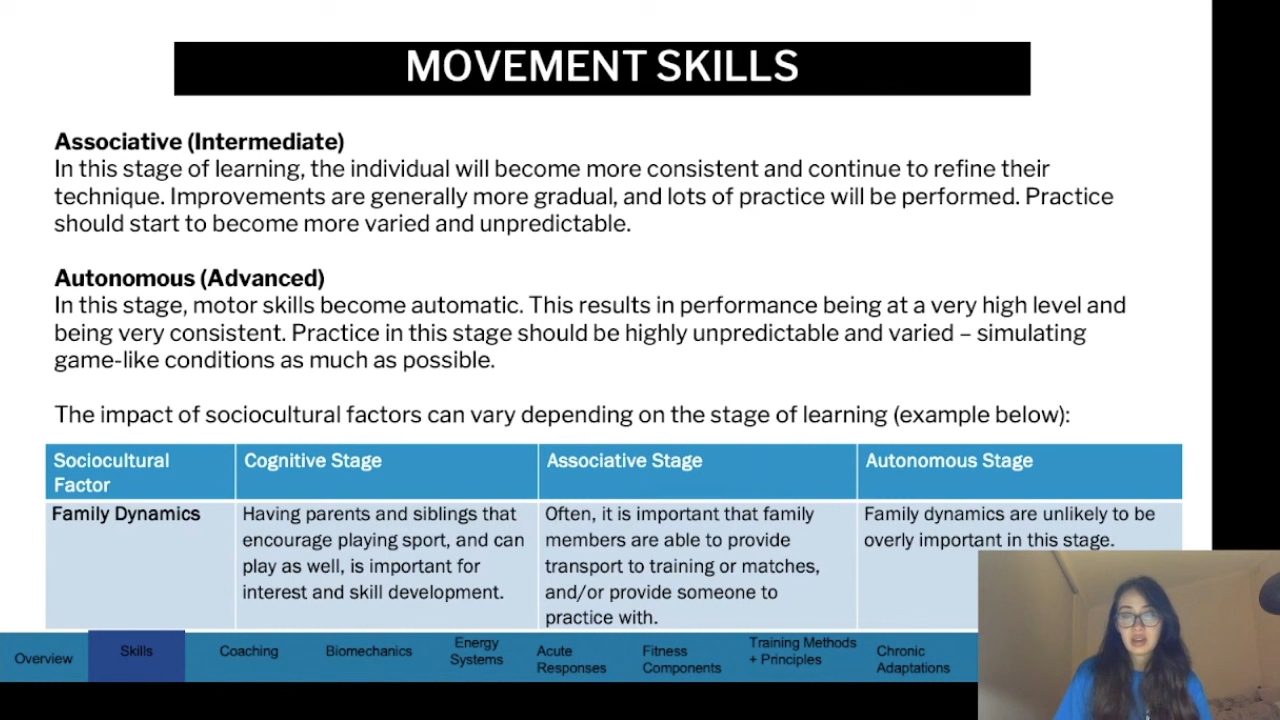 MOVEMENT SKILLS
Associative (Intermediate)
In this stage of learning, the individual will become more consistent and continue to refine their
technique. Improvements are generally more gradual, and lots of practice will be performed. Practice
should start to become more varied and unpredictable.
Autonomous (Advanced)
In this stage, motor skills become automatic. This results in performance being at a very high level and
being very consistent. Practice in this stage should be highly unpredictable and varied – simulating
game-like conditions as much as possible.
The impact of sociocultural factors can vary depending on the stage of learning (example below):
Sociocultural
Factor
Cognitive Stage
Associative Stage
Autonomous Stage
Family Dynamics
Having parents and siblings that
encourage playing sport, and can
play as well, is important for
interest and skill development.
Often, it is important that family
members are able to provide
transport to training or matches,
and/or provide someone to
practice with.
Family dynamics are unlikely to be
overly important in this stage.
Overview
Skills
Coaching
Biomechanics
Energy
Systems
Acute
Responses
Fitness
Components
Training Methods
+ Principles
Chronic
Adaptations